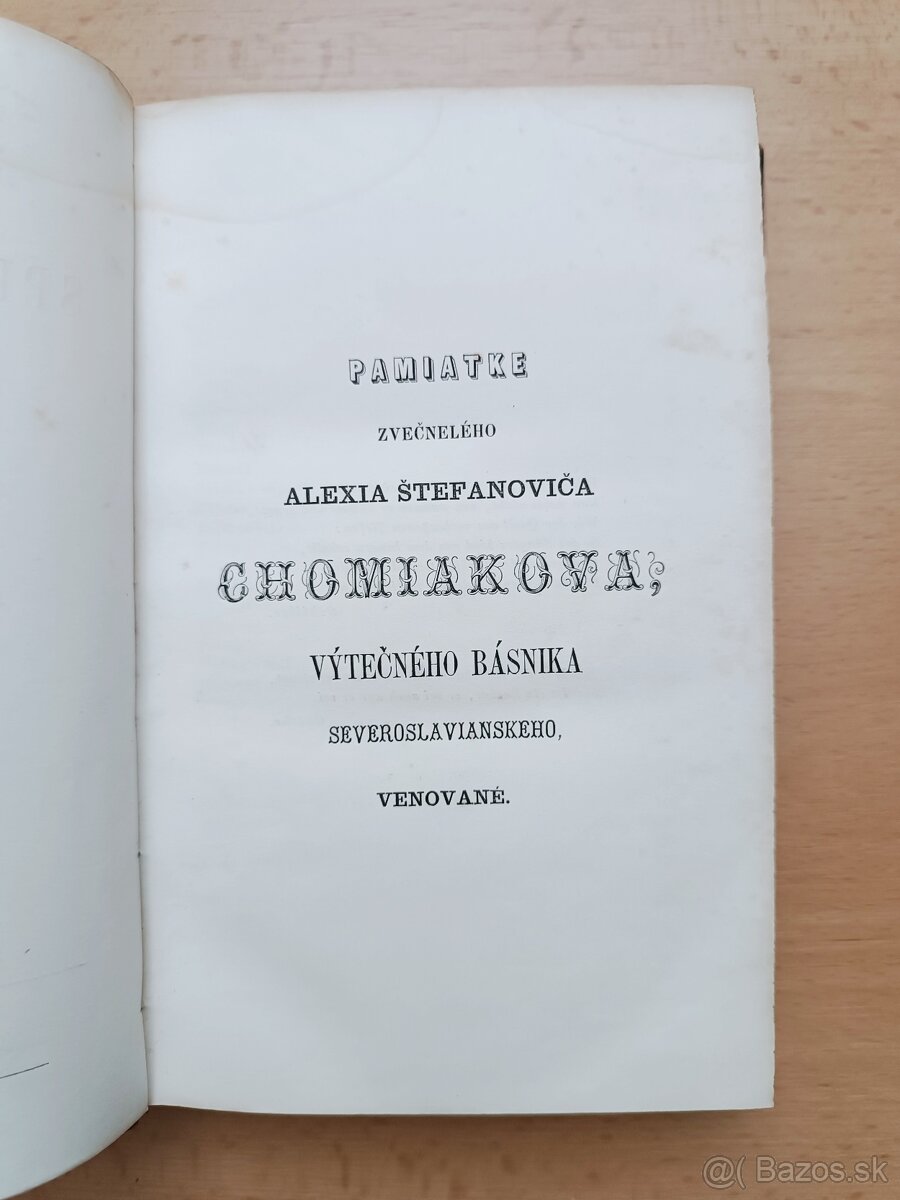 PAMIATKE
ZVEČNELÉHO
ALEXIA ŠTEFANOVIČA
CHOMIAKOVA,
VÝTEČNÉHO BÁSNIKA
SEVEROSLAVIANSKEHO,
VENOVANÉ.
@( Bazos.sk